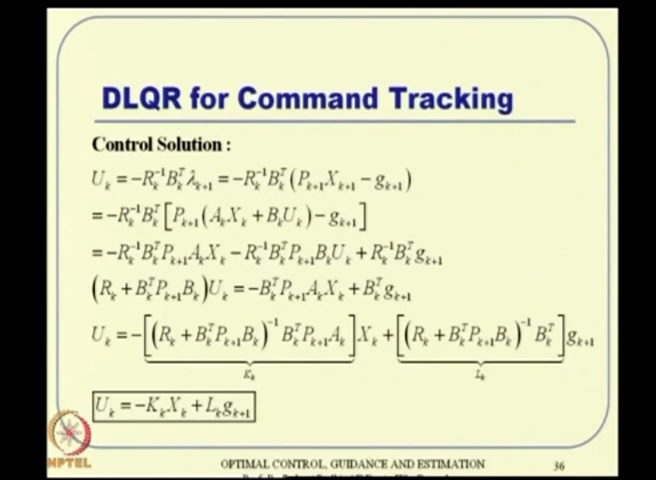 DLQR for Command Tracking
Control Solution :
U_k = -R_k^{-1} B_k^T λ_{k+1} = -R_k^{-1} B_k^T (P_{k+1} X_{k+1} - g_{k+1})
= -R_k^{-1} B_k^T [P_{k+1} (A_k X_k + B_k U_k) - g_{k+1}]
= -R_k^{-1} B_k^T P_{k+1} A_k X_k - R_k^{-1} B_k^T P_{k+1} B_k U_k + R_k^{-1} B_k^T g_{k+1}
(R_k + B_k^T P_{k+1} B_k) U_k = -B_k^T P_{k+1} A_k X_k + B_k^T g_{k+1}
U_k = -[(R_k + B_k^T P_{k+1} B_k)^{-1} B_k^T P_{k+1} A_k] X_k + [(R_k + B_k^T P_{k+1} B_k)^{-1} B_k^T] g_{k+1}
K_k L_k
U_k = -K_k X_k + L_k g_{k+1}
NPTEL
OPTIMAL CONTROL, GUIDANCE AND ESTIMATION 36